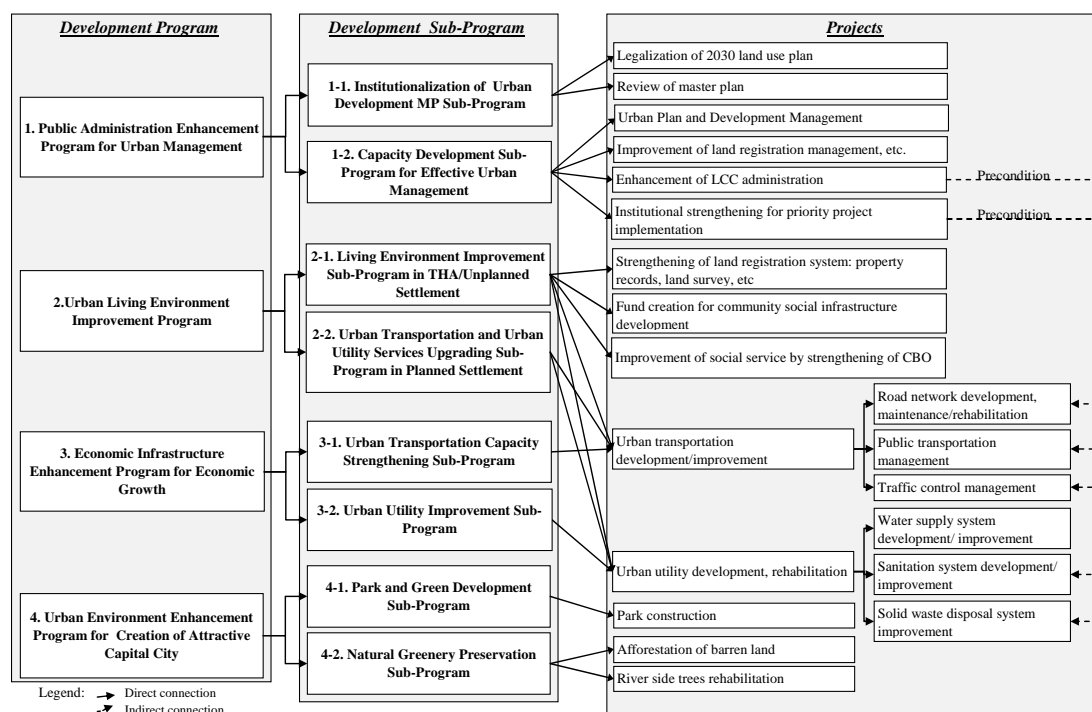 Development Program
1. Public Administration Enhancement
Program for Urban Management
2.Urban Living Environment
Improvement Program
3. Economic Infrastructure
Enhancement Program for Economic
Growth
4. Urban Environment Enhancement
Program for Creation of Attractive
Capital City
Development Sub-Program
1-1. Institutionalization of Urban
Development MP Sub-Program
1-2. Capacity Development Sub-
Program for Effective Urban
Management
2-1. Living Environment Improvement
Sub-Program in THA/Unplanned
Settlement
2-2. Urban Transportation and Urban
Utility Services Upgrading Sub-
Program in Planned Settlement
3-1. Urban Transportation Capacity
Strengthening Sub-Program
3-2. Urban Utility Improvement Sub-
Program
4-1. Park and Green Development
Sub-Program
4-2. Natural Greenery Preservation
Sub-Program
Projects
Legalization of 2030 land use plan
Review of master plan
Urban Plan and Development Management
Improvement of land registration management, etc.
Enhancement of LCC administration
Precondition
Institutional strengthening for priority project
implementation
Precondition
Strengthening of land registration system: property
records, land survey, etc
Fund creation for community social infrastructure
development
Improvement of social service by strengthening of CBO
Urban transportation
development/improvement
Road network development,
maintenance/rehabilitation
Public transportation
management
Traffic control management
Urban utility development, rehabilitation
Water supply system
development/ improvement
Sanitation system development/
improvement
Solid waste disposal system
improvement
Park construction
Afforestation of barren land
River side trees rehabilitation
Legend:
Direct connection
Indirect connection